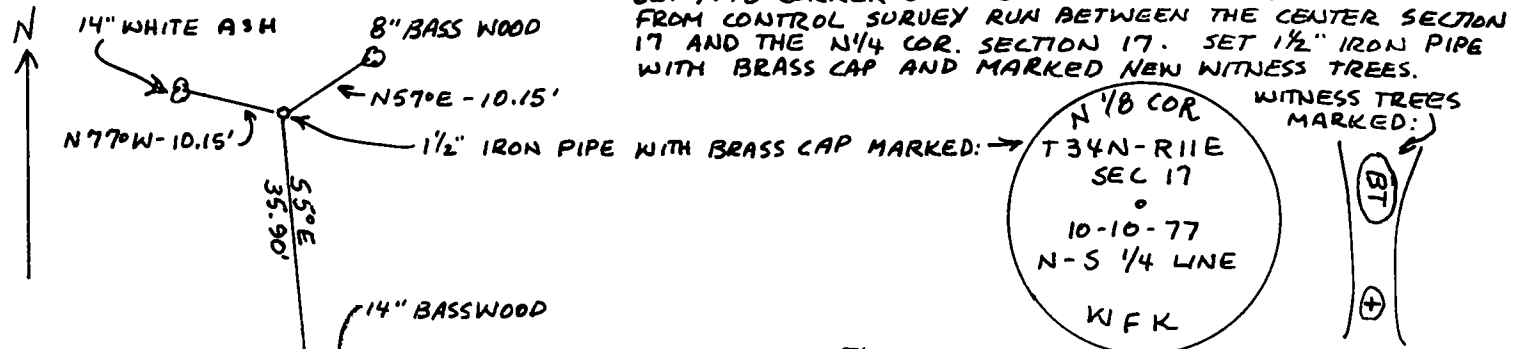 FROM CONTROL SURVEY RUN BETWEEN THE CENTER SECTION
17 AND THE N1/4 COR. SECTION 17. SET 1½" IRON PIPE
WITH BRASS CAP AND MARKED NEW WITNESS TREES.
N
14" WHITE ASH
8" BASS WOOD
N57°E-10.15'
N77°W-10.15'
1½" IRON PIPE WITH BRASS CAP MARKED:
S5°E
35.90'
14" BASSWOOD
N 1/8 COR
T34N-R11E
SEC 17
10-10-77
N-S 1/4 LINE
WFK
WITNESS TREES
MARKED:
BT
+